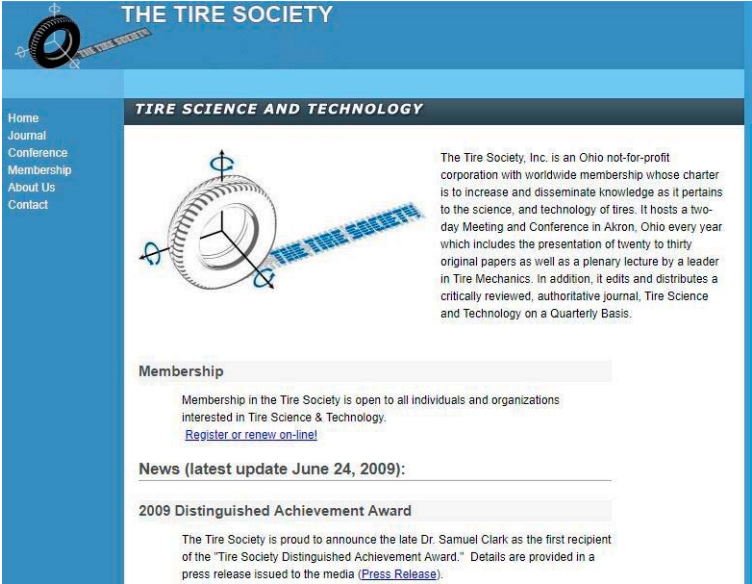 THE TIRE SOCIETY
THE TIRE SOCIETY
TIRE SCIENCE AND TECHNOLOGY
Home
Journal
Conference
Membership
About Us
Contact
THE TIRE SOCIETY
The Tire Society, Inc. is an Ohio not-for-profit
corporation with worldwide membership whose charter
is to increase and disseminate knowledge as it pertains
to the science, and technology of tires. It hosts a two-
day Meeting and Conference in Akron, Ohio every year
which includes the presentation of twenty to thirty
original papers as well as a plenary lecture by a leader
in Tire Mechanics. In addition, it edits and distributes a
critically reviewed, authoritative journal, Tire Science
and Technology on a Quarterly Basis.
Membership
Membership in the Tire Society is open to all individuals and organizations
interested in Tire Science & Technology.
Register or renew on-line!
News (latest update June 24, 2009):
2009 Distinguished Achievement Award
The Tire Society is proud to announce the late Dr. Samuel Clark as the first recipient
of the "Tire Society Distinguished Achievement Award." Details are provided in a
press release issued to the media (Press Release).